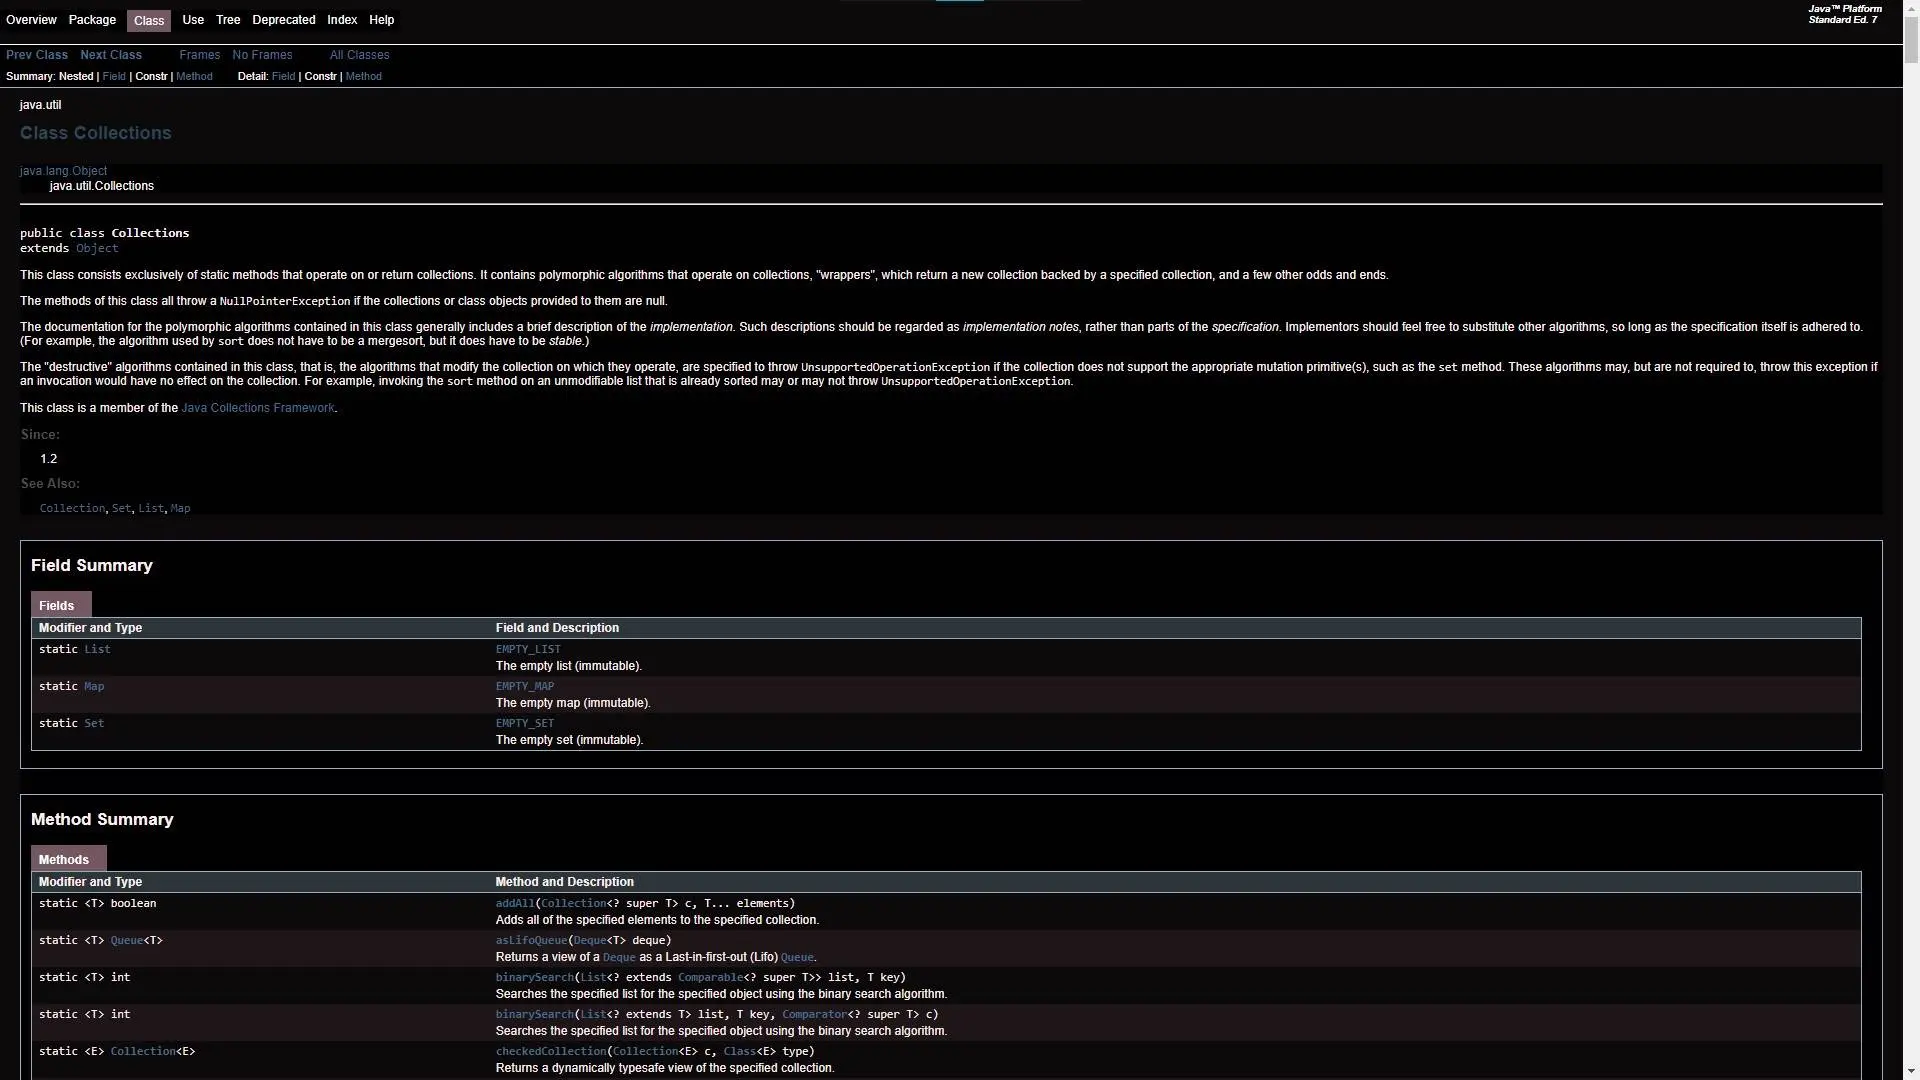 Overview Package Class Use Tree Deprecated Index Help
Java™ Platform
Standard Ed. 7
Prev Class Next Class Frames No Frames All Classes
Summary: Nested | Field | Constr | Method Detail: Field | Constr | Method
java.util
Class Collections
java.lang.Object
java.util.Collections
public class Collections
extends Object
This class consists exclusively of static methods that operate on or return collections. It contains polymorphic algorithms that operate on collections, "wrappers", which return a new collection backed by a specified collection, and a few other odds and ends.
The methods of this class all throw a NullPointerException if the collections or class objects provided to them are null.
The documentation for the polymorphic algorithms contained in this class generally includes a brief description of the implementation. Such descriptions should be regarded as implementation notes, rather than parts of the specification. Implementors should feel free to substitute other algorithms, so long as the specification itself is adhered to.
(For example, the algorithm used by sort does not have to be a mergesort, but it does have to be stable.)
The "destructive" algorithms contained in this class, that is, the algorithms that modify the collection on which they operate, are specified to throw UnsupportedOperationException if the collection does not support the appropriate mutation primitive(s), such as the set method. These algorithms may, but are not required to, throw this exception if
an invocation would have no effect on the collection. For example, invoking the sort method on an unmodifiable list that is already sorted may or may not throw UnsupportedOperationException.
This class is a member of the Java Collections Framework.
Since:
1.2
See Also:
Collection, Set, List, Map
Field Summary
Fields
Modifier and Type Field and Description
static List EMPTY_LIST
The empty list (immutable).
static Map EMPTY_MAP
The empty map (immutable).
static Set EMPTY_SET
The empty set (immutable).
Method Summary
Methods
Modifier and Type Method and Description
static <T> boolean addAll(Collection<? super T> c, T... elements)
Adds all of the specified elements to the specified collection.
static <T> Queue<T> asLifoQueue(Deque<T> deque)
Returns a view of a Deque as a Last-in-first-out (Lifo) Queue.
static <T> int binarySearch(List<? extends Comparable<? super T>> list, T key)
Searches the specified list for the specified object using the binary search algorithm.
static <T> int binarySearch(List<? extends T> list, T key, Comparator<? super T> c)
Searches the specified list for the specified object using the binary search algorithm.
static <E> Collection<E> checkedCollection(Collection<E> c, Class<E> type)
Returns a dynamically typesafe view of the specified collection.